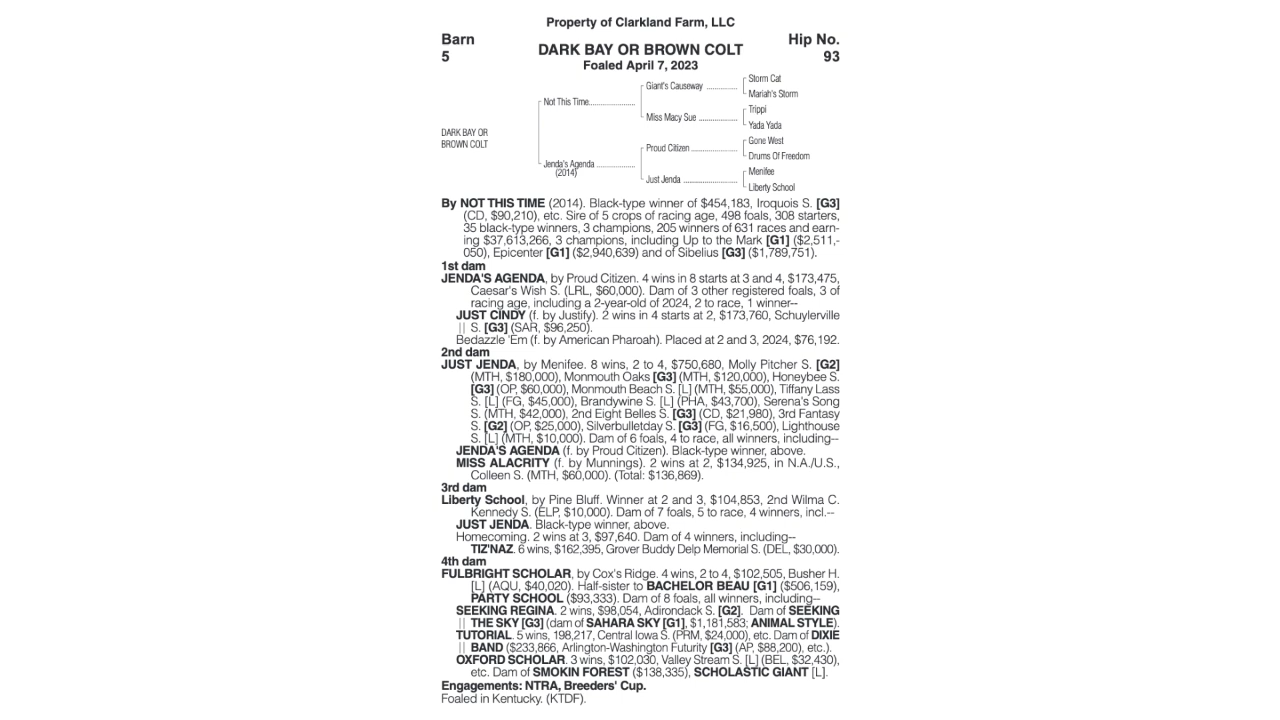 Property of Clarkland Farm, LLC
Barn
5
Hip No.
93
DARK BAY OR BROWN COLT
Foaled April 7, 2023
Storm Cat
Giant's Causeway
Mariah's Storm
Not This Time
Trippi
Miss Macy Sue
Yada Yada
DARK BAY OR
BROWN COLT
Gone West
Proud Citizen
Drums Of Freedom
Jenda's Agenda
(2014)
Menifee
Just Jenda
Liberty School
By NOT THIS TIME (2014). Black-type winner of $454,183, Iroquois S. [G3]
(CD, $90,210), etc. Sire of 5 crops of racing age, 498 foals, 308 starters,
35 black-type winners, 3 champions, 205 winners of 631 races and earn-
ing $37,613,266, 3 champions, including Up to the Mark [G1] ($2,511,-
050), Epicenter [G1] ($2,940,639) and of Sibelius [G3] ($1,789,751).
1st dam
JENDA'S AGENDA, by Proud Citizen. 4 wins in 8 starts at 3 and 4, $173,475,
Caesar's Wish S. (LRL, $60,000). Dam of 3 other registered foals, 3 of
racing age, including a 2-year-old of 2024, 2 to race, 1 winner--
JUST CINDY (f. by Justify). 2 wins in 4 starts at 2, $173,760, Schuylerville
|| S. [G3] (SAR, $96,250).
Bedazzle 'Em (f. by American Pharoah). Placed at 2 and 3, 2024, $76,192.
2nd dam
JUST JENDA, by Menifee. 8 wins, 2 to 4, $750,680, Molly Pitcher S. [G2]
(MTH, $180,000), Monmouth Oaks [G3] (MTH, $120,000), Honeybee S.
[G3] (OP, $60,000), Monmouth Beach S. [L] (MTH, $55,000), Tiffany Lass
S. [L] (FG, $45,000), Brandywine S. [L] (PHA, $43,700), Serena's Song
S. (MTH, $42,000), 2nd Eight Belles S. [G3] (CD, $21,980), 3rd Fantasy
S. [G2] (OP, $25,000), Silverbulletday S. [G3] (FG, $16,500), Lighthouse
S. [L] (MTH, $10,000). Dam of 6 foals, 4 to race, all winners, including--
JENDA'S AGENDA (f. by Proud Citizen). Black-type winner, above.
MISS ALACRITY (f. by Munnings). 2 wins at 2, $134,925, in N.A./U.S.,
Colleen S. (MTH, $60,000). (Total: $136,869).
3rd dam
Liberty School, by Pine Bluff. Winner at 2 and 3, $104,853, 2nd Wilma C.
Kennedy S. (ELP, $10,000). Dam of 7 foals, 5 to race, 4 winners, incl.--
JUST JENDA. Black-type winner, above.
Homecoming. 2 wins at 3, $97,640. Dam of 4 winners, including--
TIZ'NAZ. 6 wins, $162,395, Grover Buddy Delp Memorial S. (DEL, $30,000).
4th dam
FULBRIGHT SCHOLAR, by Cox's Ridge. 4 wins, 2 to 4, $102,505, Busher H.
[L] (AQU, $40,020). Half-sister to BACHELOR BEAU [G1] ($506,159),
PARTY SCHOOL ($93,333). Dam of 8 foals, all winners, including--
SEEKING REGINA. 2 wins, $98,054, Adirondack S. [G2]. Dam of SEEKING
|| THE SKY [G3] (dam of SAHARA SKY [G1], $1,181,583; ANIMAL STYLE).
TUTORIAL. 5 wins, 198,217, Central Iowa S. (PRM, $24,000), etc. Dam of DIXIE
|| BAND ($233,866, Arlington-Washington Futurity [G3] (AP, $88,200), etc.).
OXFORD SCHOLAR. 3 wins, $102,030, Valley Stream S. [L] (BEL, $32,430),
etc. Dam of SMOKIN FOREST ($138,335), SCHOLASTIC GIANT [L].
Engagements: NTRA, Breeders' Cup.
Foaled in Kentucky. (KTDF).